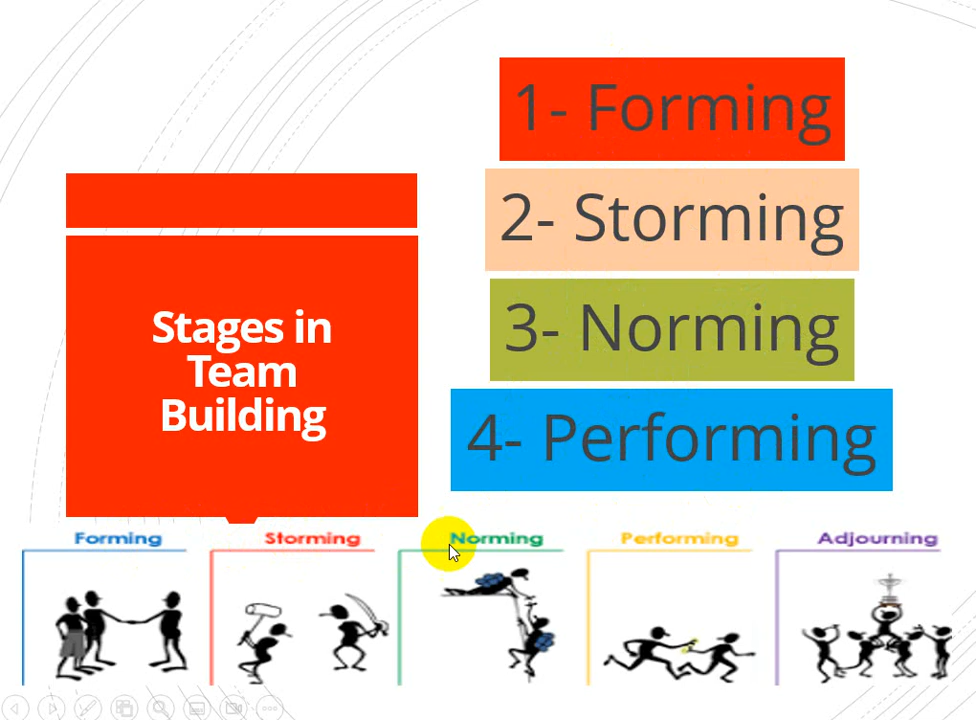 Stages in
Team
Building
1- Forming
2- Storming
3- Norming
4- Performing
Forming
Storming
Norming
Performing
Adjourning